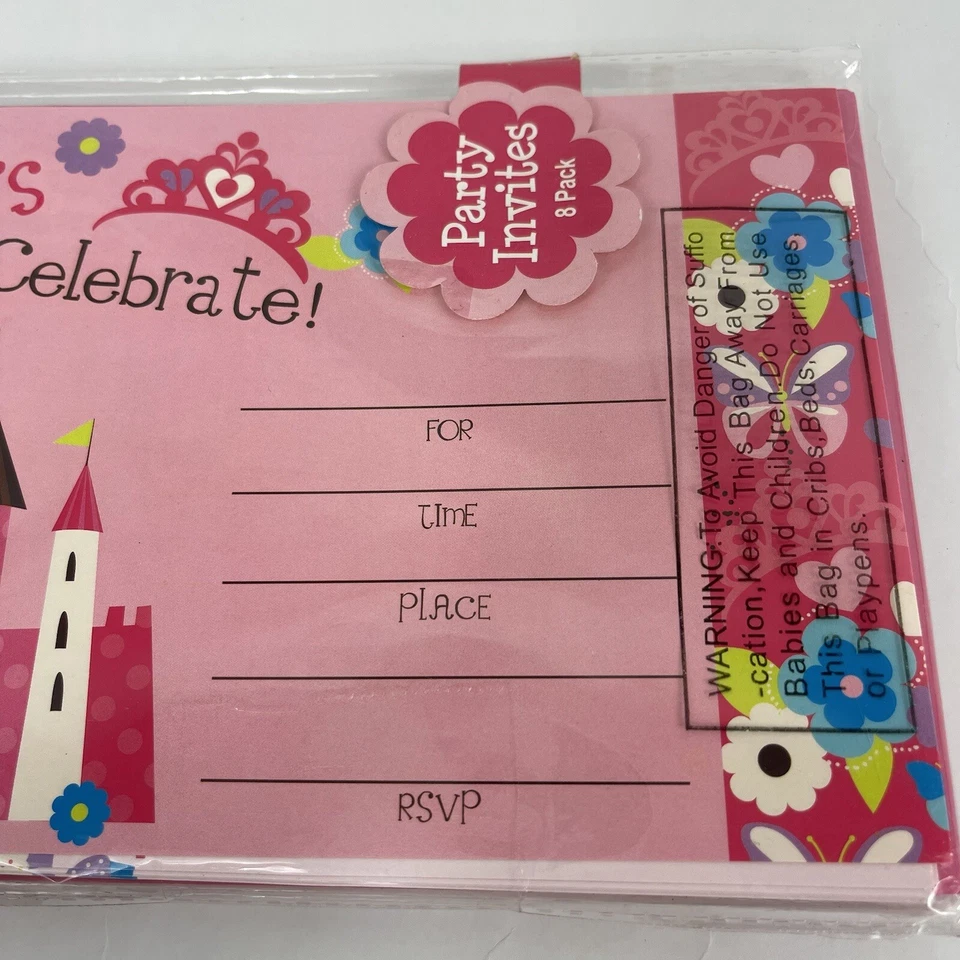 Celebrate!
Party
Invites
8 Pack
FOR
TIME
PLACE
RSVP
WARNING:To Avoid Danger of Suffo
-cation,Keep This Bag Away From
Babies and Children.Do Not Use
This Bag in Cribs,Beds, Carriages,
or Playpens.